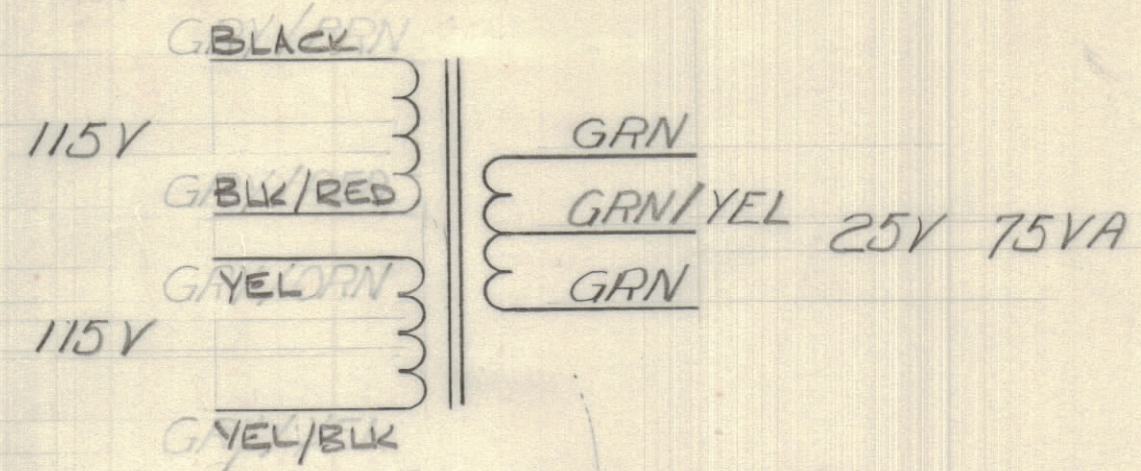 BLACK
115V
BLK/RED
YEL
115V
YEL/BLK
GRN
GRN/YEL
GRN
25V 75VA